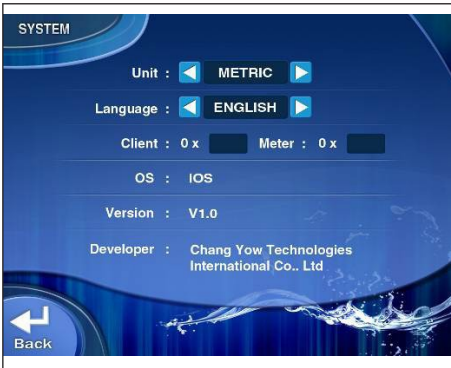 SYSTEM
Unit : METRIC
Language : ENGLISH
Client : 0 x Meter : 0 x
OS : IOS
Version : V1.0
Developer : Chang Yow Technologies
International Co.. Ltd
Back